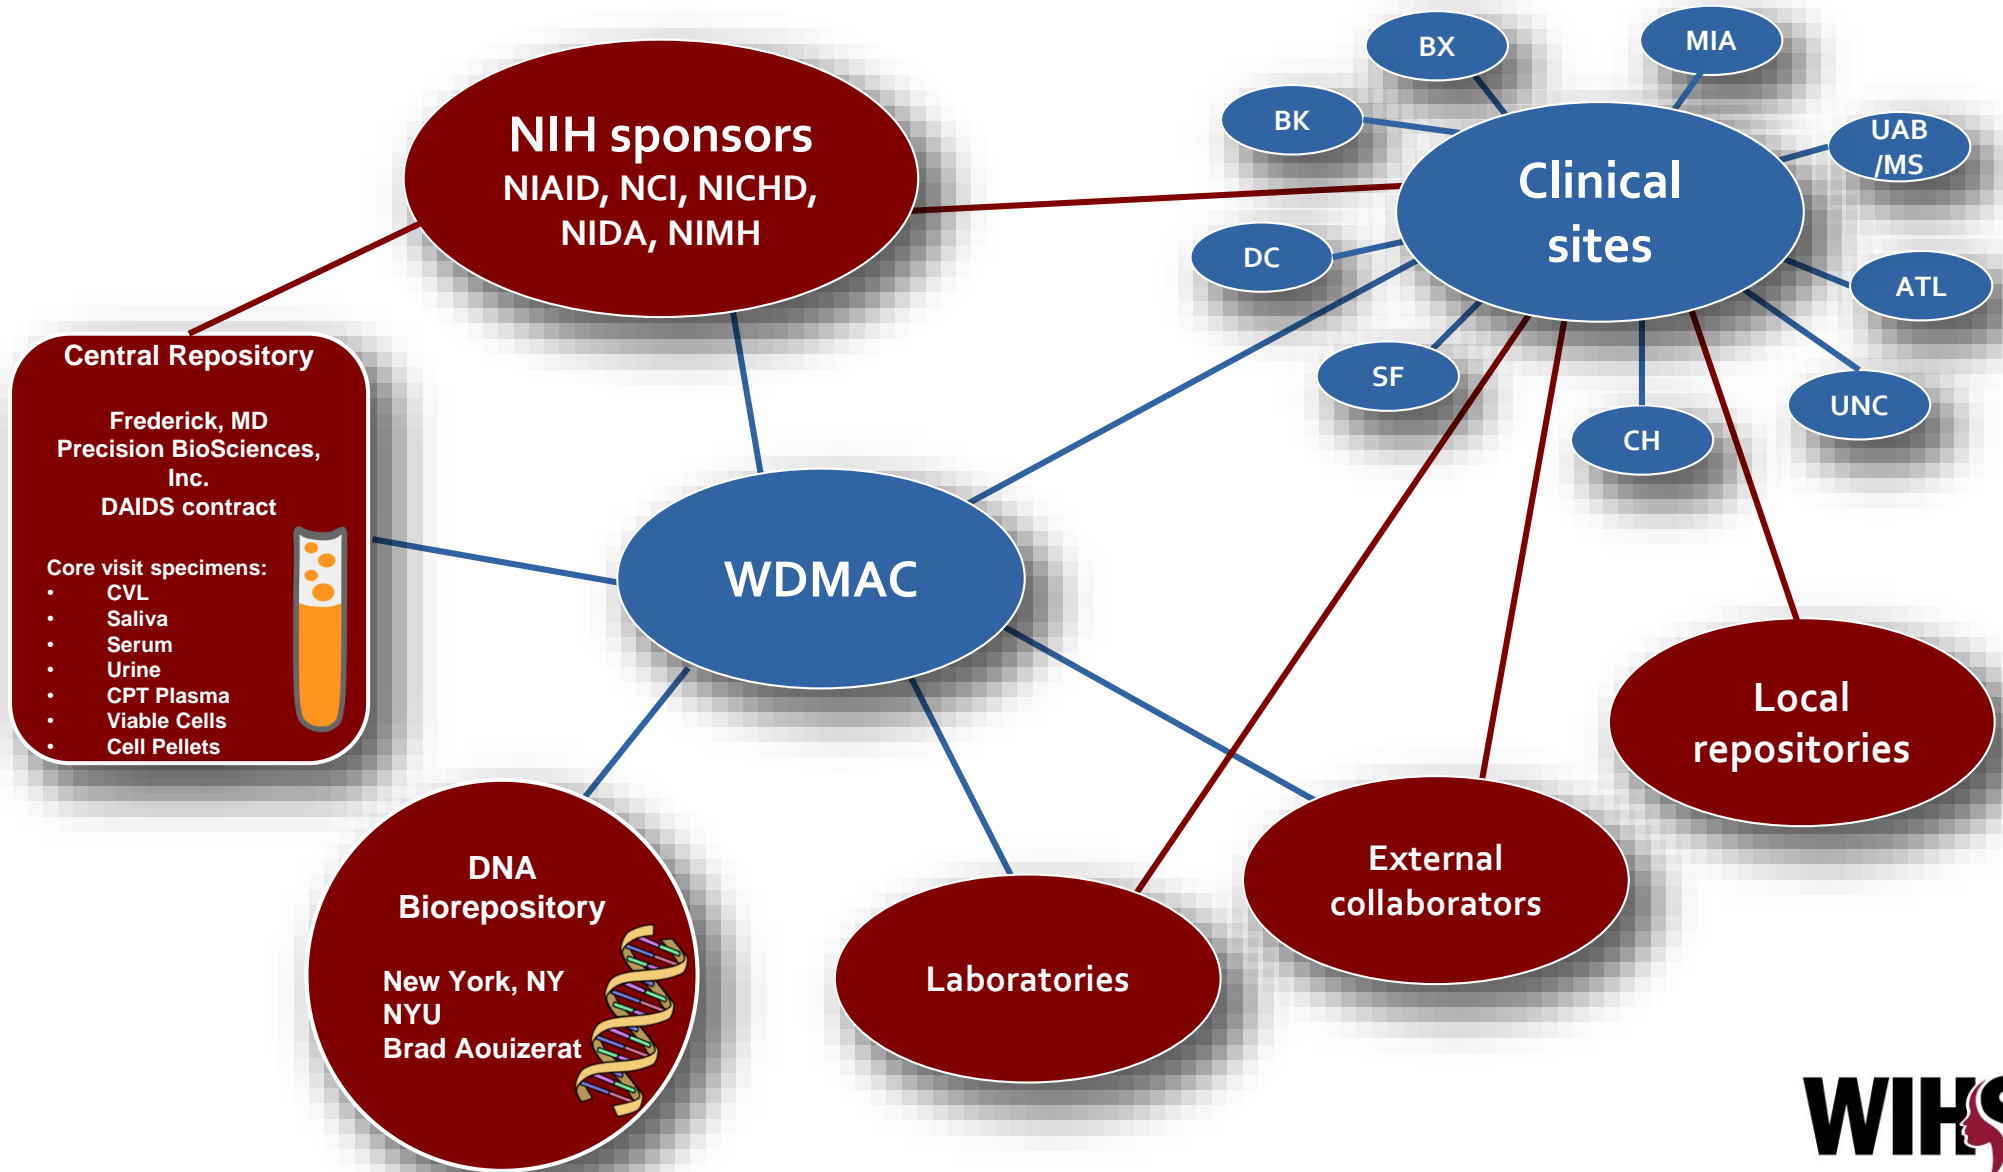 NIH sponsors
NIAID, NCI, NICHD,
NIDA, NIMH
BX
MIA
BK
UAB
/MS
Clinical
sites
DC
ATL
SF
UNC
CH
Central Repository
Frederick, MD
Precision BioSciences,
Inc.
DAIDS contract
Core visit specimens:
• CVL
• Saliva
• Serum
• Urine
• CPT Plasma
• Viable Cells
• Cell Pellets
WDMAC
Local
repositories
DNA
Biorepository
New York, NY
NYU
Brad Aouizerat
External
collaborators
Laboratories
WIHS